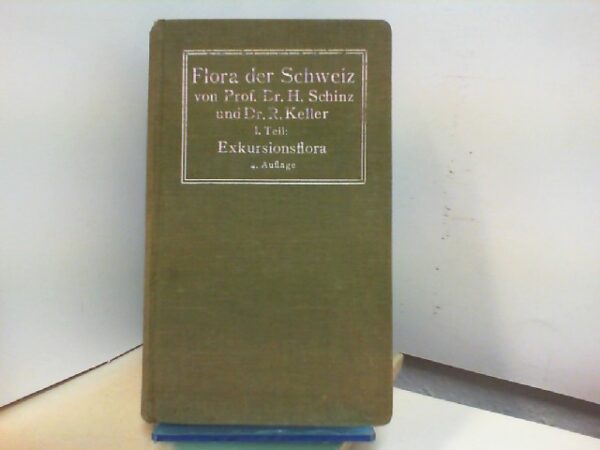 Flora der Schweiz
von Prof. Dr. H. Schinz
und Dr. R. Keller
I. Teil:
Exkursionsflora
4. Auflage